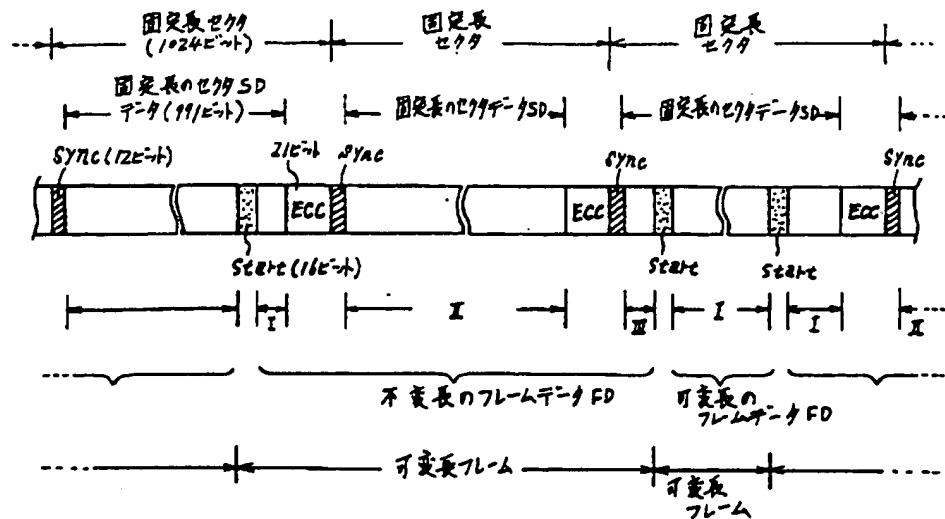 固定長セクタ
(1024ビット)
固定長
セクタ
固定長
セクタ
固定長のセクタSD
データ(991ビット)
固定長のセクタデータSD
固定長のセクタデータSD
Sync(12ビット)
21ビット
Sync
Sync
Sync
ECC
ECC
ECC
Start(16ビット)
Start
Start
I
II
III
I
I
II
不変長のフレームデータFD
可変長の
フレームデータFD
可変長フレーム
可変長
フレーム